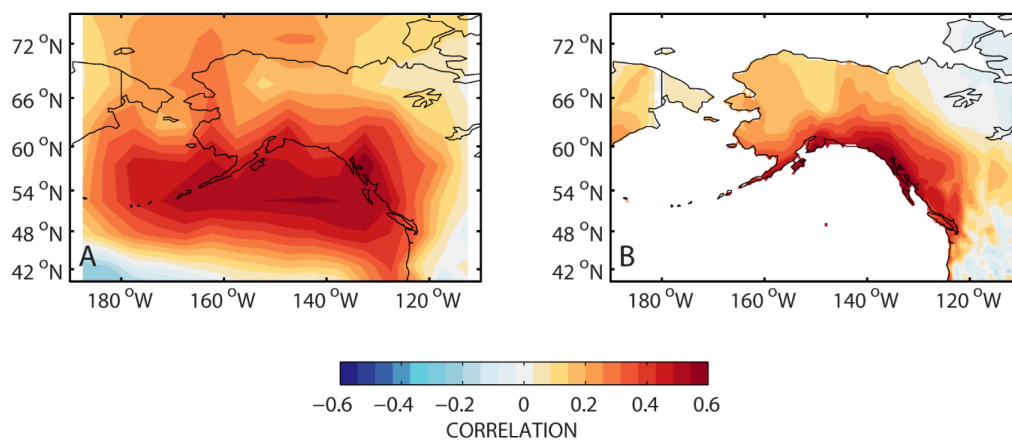 72 °N
66 °N
60 °N
54 °N
48 °N
42 °N
A
180 °W
160 °W
140 °W
120 °W
72 °N
66 °N
60 °N
54 °N
48 °N
42 °N
B
180 °W
160 °W
140 °W
120 °W
−0.6
−0.4
−0.2
0
0.2
0.4
0.6
CORRELATION